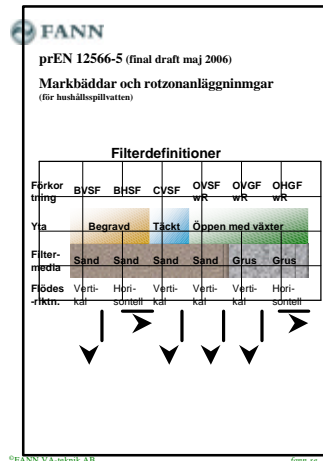 FANN
prEN 12566-5 (final draft maj 2006)
Markbäddar och rotzonanläggninmgar
(för hushållsspillvatten)
Filterdefinitioner
Förkor
tning BVSF BHSF CVSF OVSF wR OVGF wR OHGF wR
Yta Begravd Täckt Öppen med växter
Filter-
media Sand Sand Sand Sand Grus Grus
Flödes
-riktn. Verti-kal Hori-sontell Verti-kal Verti-kal Verti-kal Hori-sontell
©FANN VA-teknik AB fann.se